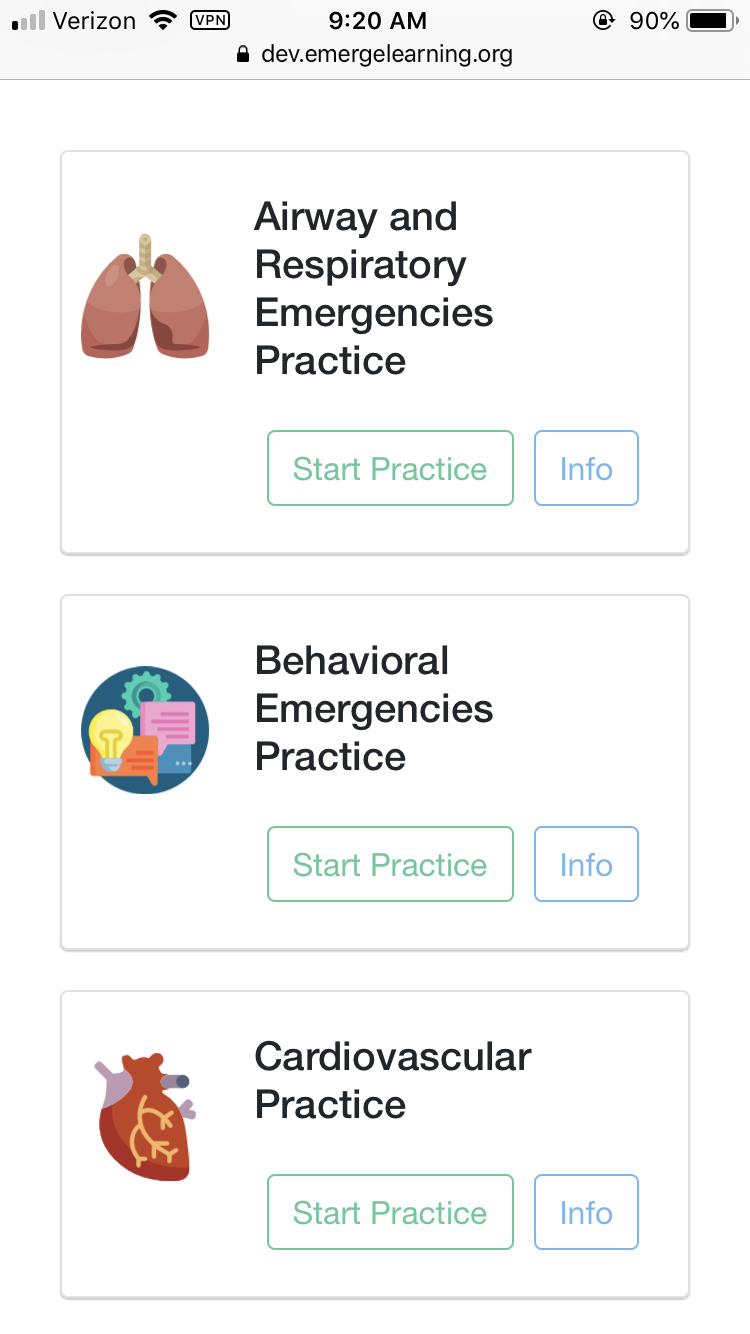 Verizon VPN 9:20 AM 90%
dev.emergelearning.org
Airway and
Respiratory
Emergencies
Practice
Start Practice Info
Behavioral
Emergencies
Practice
Start Practice Info
Cardiovascular
Practice
Start Practice Info